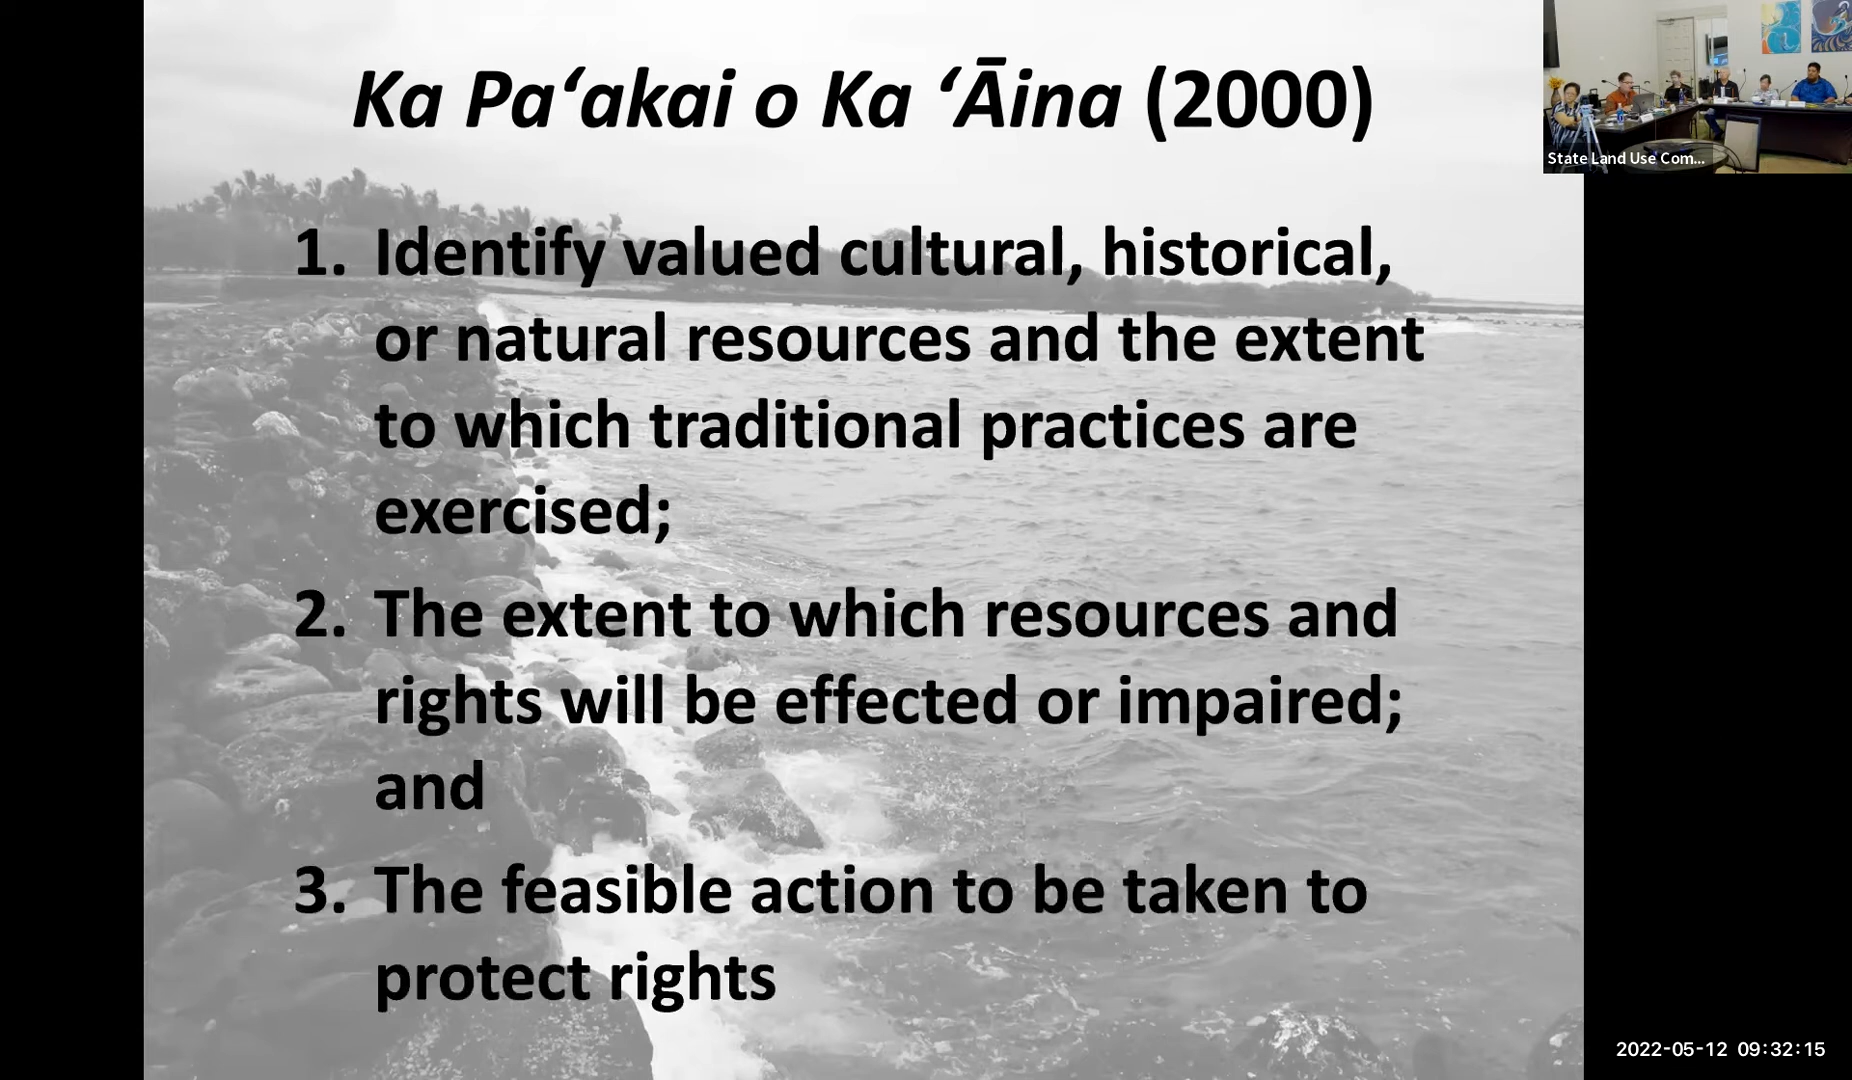 Ka Pa‘akai o Ka ‘Āina (2000)
1. Identify valued cultural, historical,
or natural resources and the extent
to which traditional practices are
exercised;
2. The extent to which resources and
rights will be effected or impaired;
and
3. The feasible action to be taken to
protect rights
State Land Use Com...
2022-05-12 09:32:15